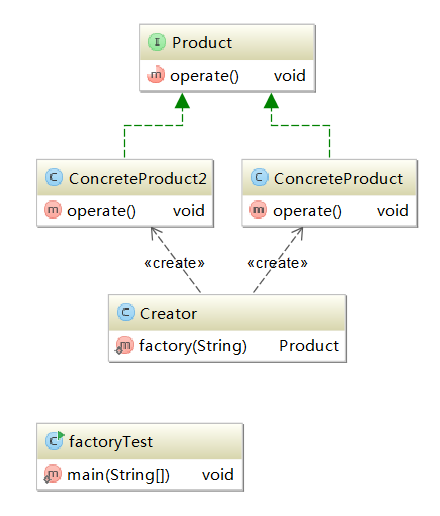 Product
operate() void
ConcreteProduct2
operate() void
ConcreteProduct
operate() void
«create»
«create»
Creator
factory(String) Product
factoryTest
main(String[]) void